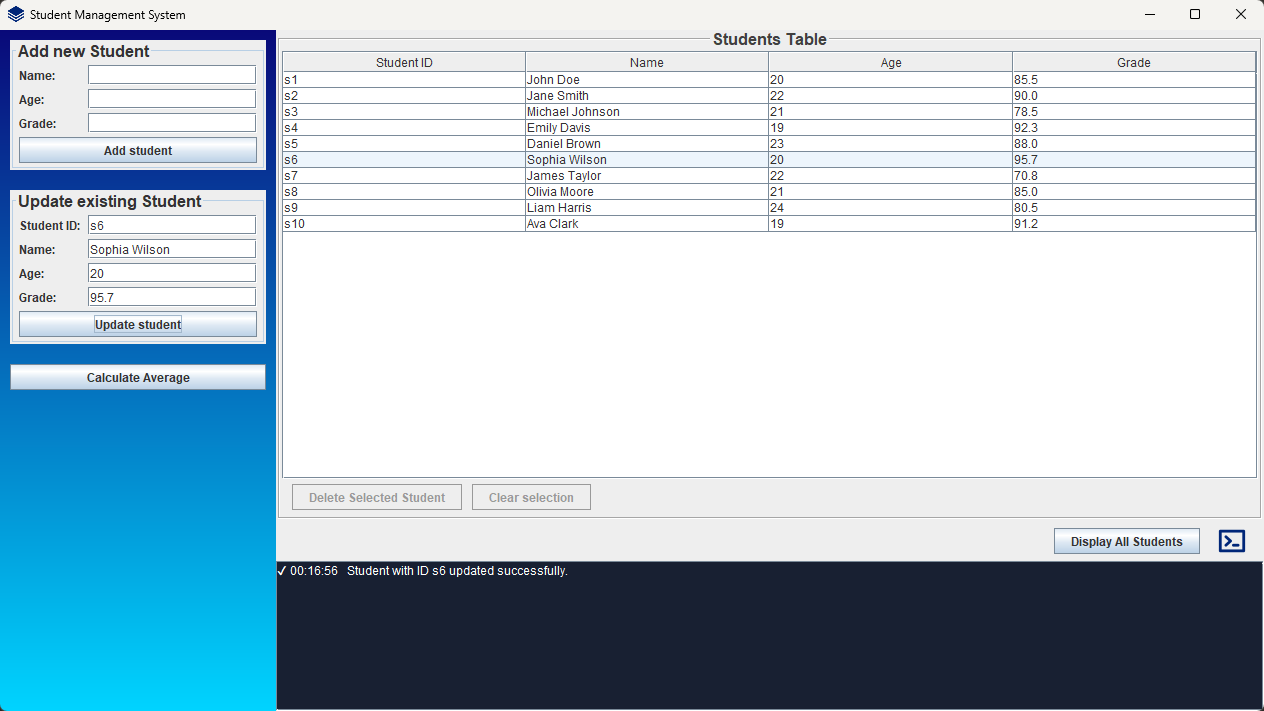 Student Management System
Add new Student
Name:
Age:
Grade:
Add student
Update existing Student
Student ID: s6
Name: Sophia Wilson
Age: 20
Grade: 95.7
Update student
Calculate Average
Students Table
Student ID Name Age Grade
s1 John Doe 20 85.5
s2 Jane Smith 22 90.0
s3 Michael Johnson 21 78.5
s4 Emily Davis 19 92.3
s5 Daniel Brown 23 88.0
s6 Sophia Wilson 20 95.7
s7 James Taylor 22 70.8
s8 Olivia Moore 21 85.0
s9 Liam Harris 24 80.5
s10 Ava Clark 19 91.2
Delete Selected Student Clear selection
Display All Students
✓ 00:16:56 Student with ID s6 updated successfully.